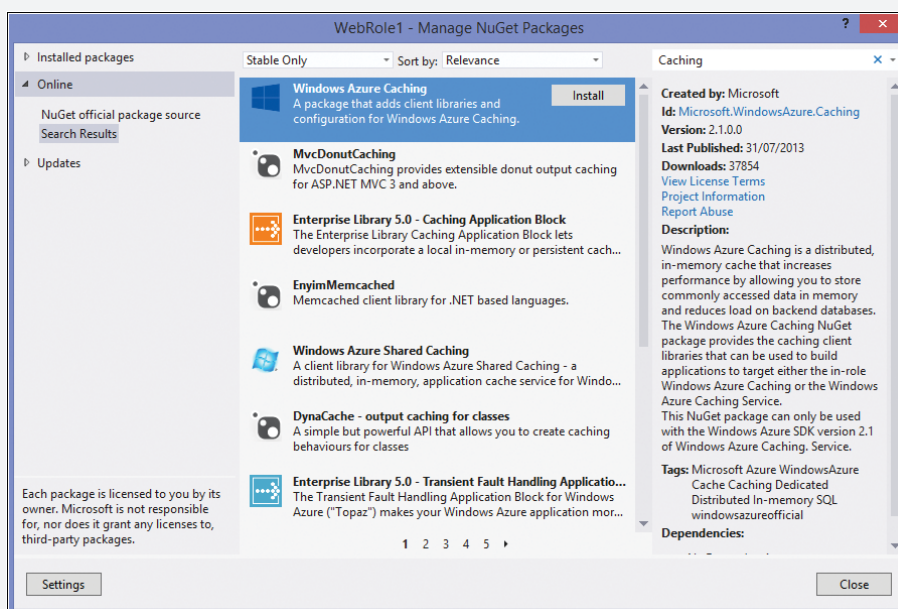 WebRole1 - Manage NuGet Packages
?
Installed packages
Online
NuGet official package source
Search Results
Updates
Each package is licensed to you by its
owner. Microsoft is not responsible
for, nor does it grant any licenses to,
third-party packages.
Settings
Stable Only
Sort by: Relevance
Windows Azure Caching
A package that adds client libraries and
configuration for Windows Azure Caching.
Install
MvcDonutCaching
MvcDonutCaching provides extensible donut output caching
for ASP.NET MVC 3 and above.
Enterprise Library 5.0 - Caching Application Block
The Enterprise Library Caching Application Block lets
developers incorporate a local in-memory or persistent cach...
EnyimMemcached
Memcached client library for .NET based languages.
Windows Azure Shared Caching
A client library for Windows Azure Shared Caching - a
distributed, in-memory, application cache service for Windo...
DynaCache - output caching for classes
A simple but powerful API that allows you to create caching
behaviours for classes
Enterprise Library 5.0 - Transient Fault Handling Applicatio...
The Transient Fault Handling Application Block for Windows
Azure ("Topaz") makes your Windows Azure application mor...
1 2 3 4 5
Caching
Created by: Microsoft
Id: Microsoft.WindowsAzure.Caching
Version: 2.1.0.0
Last Published: 31/07/2013
Downloads: 37854
View License Terms
Project Information
Report Abuse
Description:
Windows Azure Caching is a distributed,
in-memory cache that increases
performance by allowing you to store
commonly accessed data in memory
and reduces load on backend databases.
The Windows Azure Caching NuGet
package provides the caching client
libraries that can be used to build
applications to target either the in-role
Windows Azure Caching or the Windows
Azure Caching Service.
This NuGet package can only be used
with the Windows Azure SDK version 2.1
of Windows Azure Caching. Service.
Tags: Microsoft Azure WindowsAzure
Cache Caching Dedicated
Distributed In-memory SQL
windowsazureofficial
Dependencies:
Close